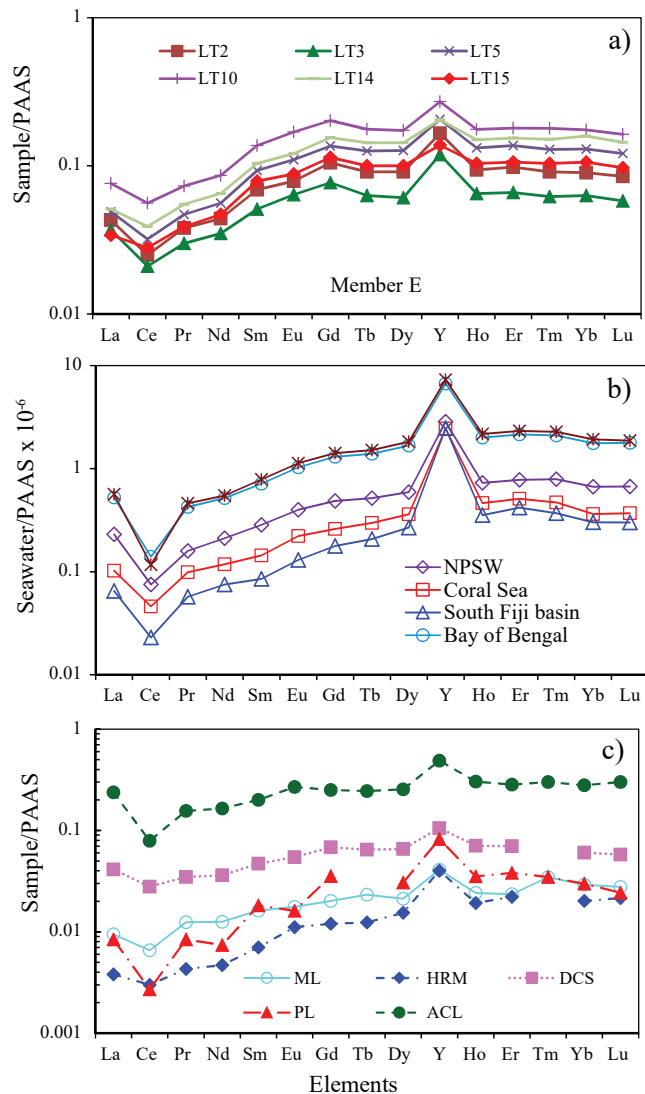 1
a)
LT2 LT3 LT5
LT10 LT14 LT15
Sample/PAAS
0.1
Member E
0.01
La Ce Pr Nd Sm Eu Gd Tb Dy Y Ho Er Tm Yb Lu
10
b)
Seawater/PAAS x 10-6
1
NPSW
0.1
Coral Sea
South Fiji basin
Bay of Bengal
0.01
La Ce Pr Nd Sm Eu Gd Tb Dy Y Ho Er Tm Yb Lu
1
c)
Sample/PAAS
0.1
0.01
ML HRM DCS
PL ACL
0.001
La Ce Pr Nd Sm Eu Gd Tb Dy Y Ho Er Tm Yb Lu
Elements